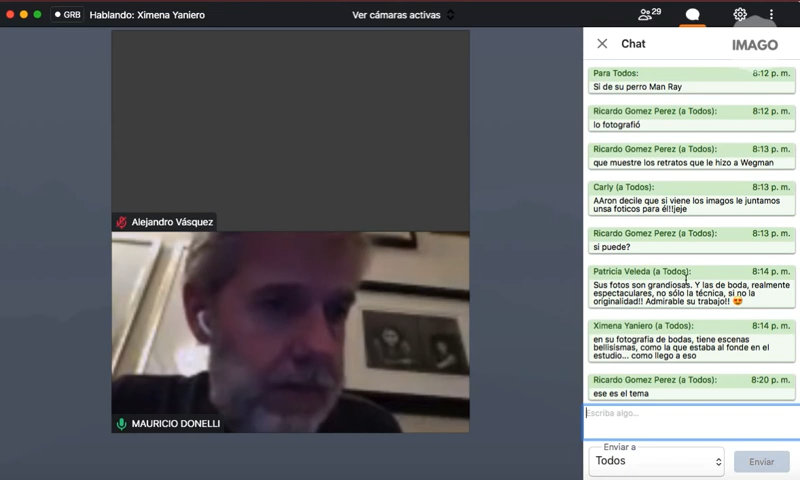 GRB
Hablando: Ximena Yaniero
Ver cámaras activas
29
Chat
IMAGO
Para Todos: 8:12 p. m.
Si de su perro Man Ray
Ricardo Gomez Perez (a Todos): 8:12 p. m.
lo fotografió
Ricardo Gomez Perez (a Todos): 8:13 p. m.
que muestre los retratos que le hizo a Wegman
Carly (a Todos): 8:13 p. m.
AAron decile que si viene los imagos le juntamos
unsa foticos para él!!jeje
Ricardo Gomez Perez (a Todos): 8:13 p. m.
si puede?
Patricia Veleda (a Todos): 8:14 p. m.
Sus fotos son grandiosas. Y las de boda, realmente
espectaculares, no sólo la técnica, si no la
originalidad!! Admirable su trabajo!! 😍
Ximena Yaniero (a Todos): 8:14 p. m.
en su fotografia de bodas, tiene escenas
bellisismas, como la que estaba al fonde en el
estudio... como llego a eso
Ricardo Gomez Perez (a Todos): 8:20 p. m.
ese es el tema
Escriba algo...
Enviar a
Todos
Enviar
Alejandro Vásquez
MAURICIO DONELLI